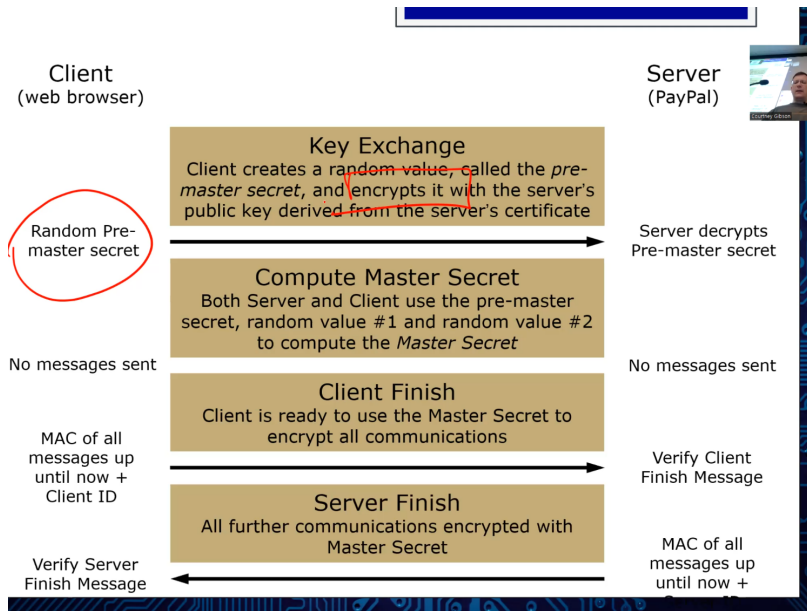 Client
(web browser)
Server
(PayPal)
Courtney Gibson
Key Exchange
Client creates a random value, called the pre-
master secret, and encrypts it with the server's
public key derived from the server's certificate
Random Pre-
master secret
Server decrypts
Pre-master secret
Compute Master Secret
Both Server and Client use the pre-master
secret, random value #1 and random value #2
to compute the Master Secret
No messages sent
No messages sent
Client Finish
Client is ready to use the Master Secret to
encrypt all communications
MAC of all
messages up
until now +
Client ID
Verify Client
Finish Message
Server Finish
All further communications encrypted with
Master Secret
Verify Server
Finish Message
MAC of all
messages up
until now +